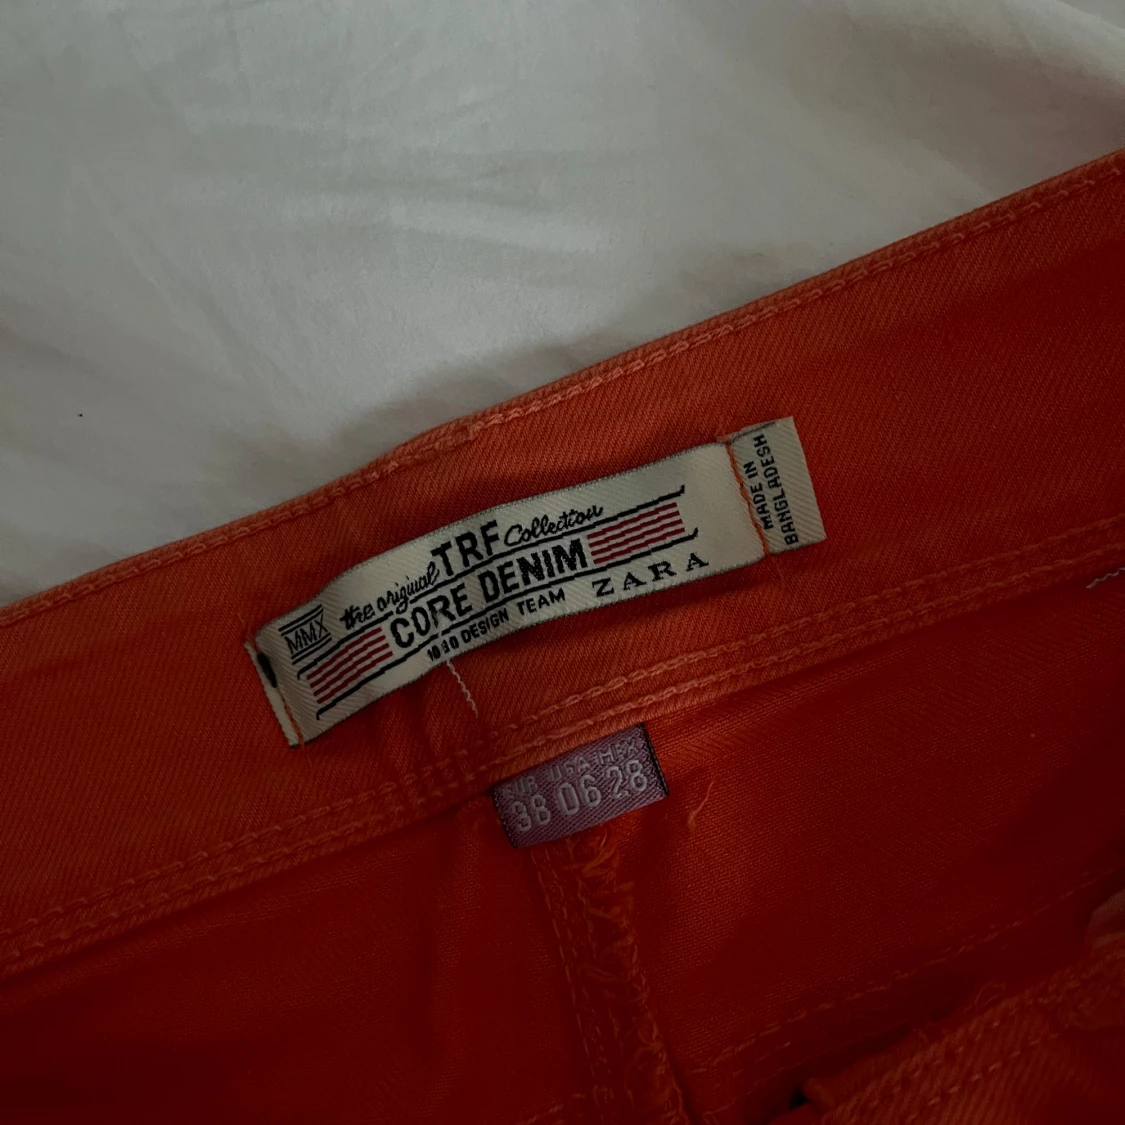 MMX
the original TRF Collection
CORE DENIM
DESIGN TEAM
ZARA
MADE IN
BANGLADESH
EUR USA MEX
38 06 28